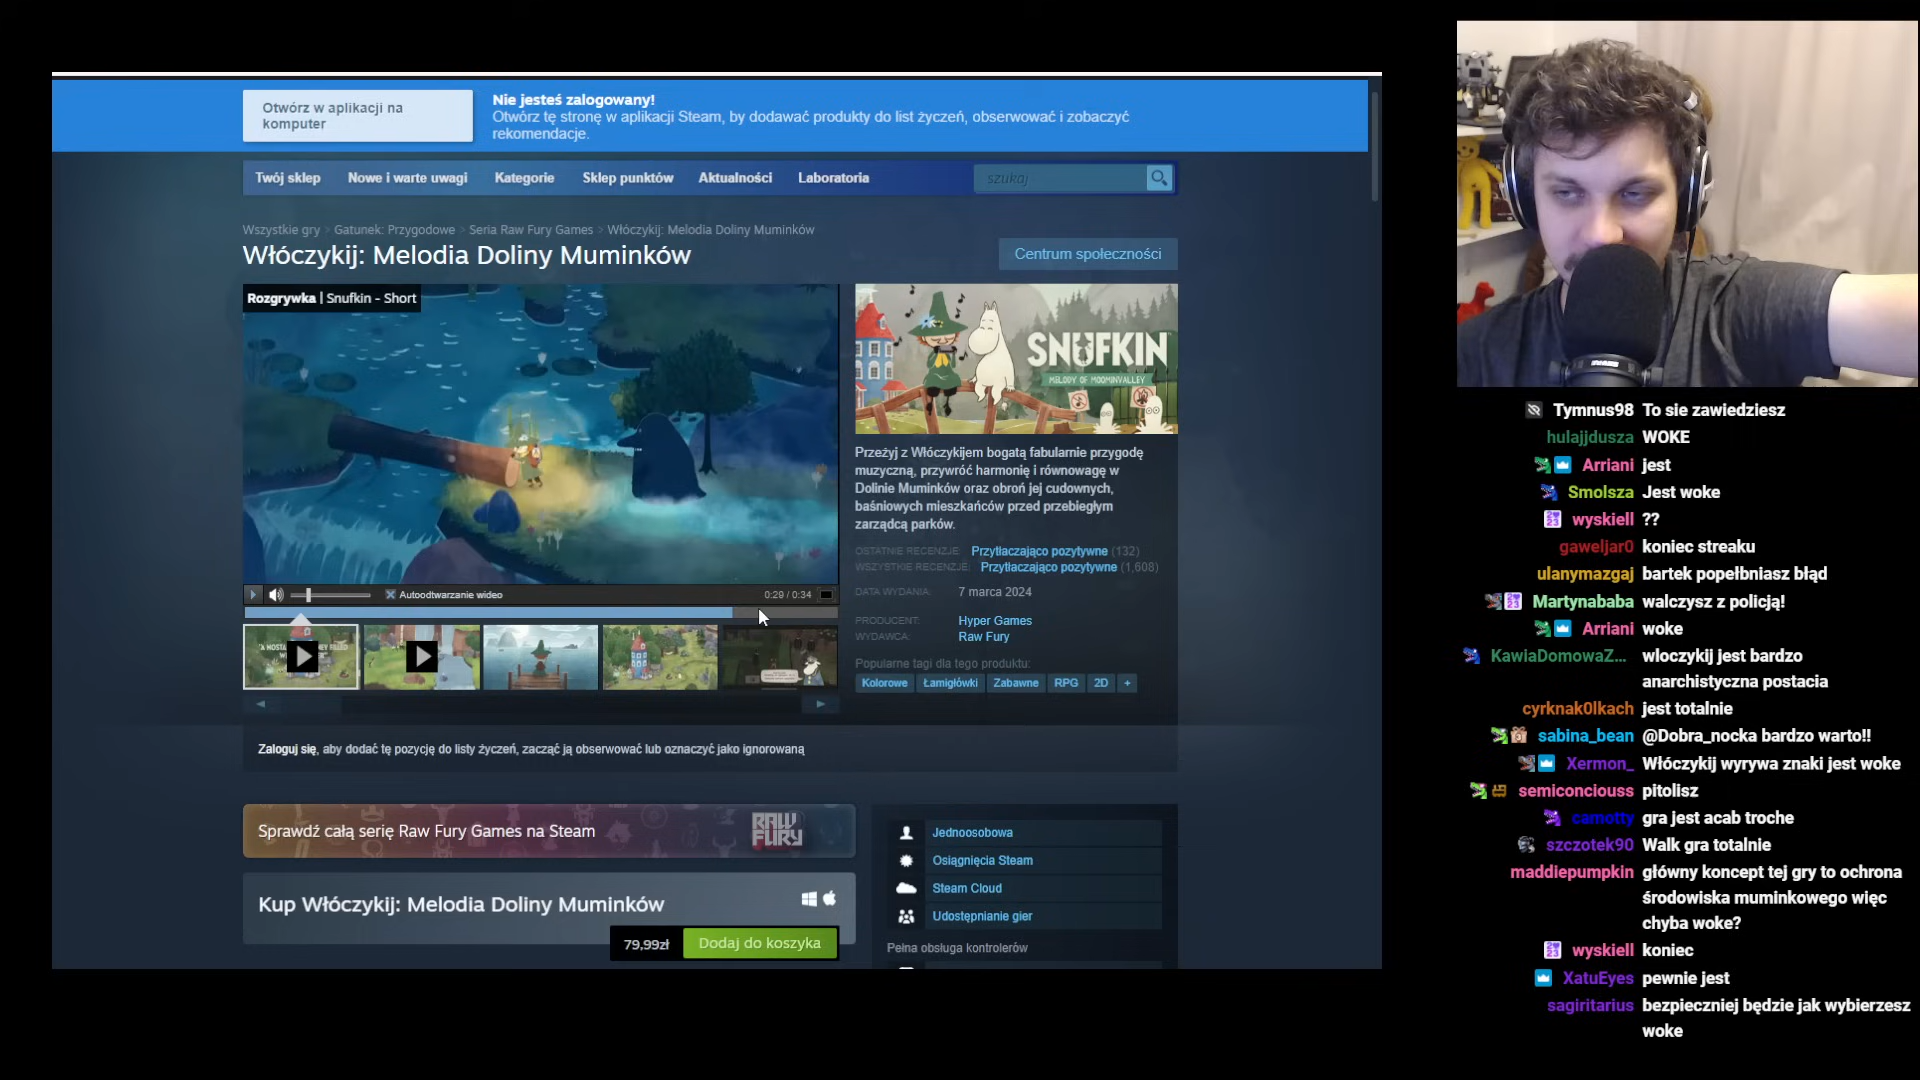 Otwórz w aplikacji na
komputer
Nie jesteś zalogowany!
Otwórz tę stronę w aplikacji Steam, by dodawać produkty do list życzeń, obserwować i zobaczyć
rekomendacje.
Twój sklep Nowe i warte uwagi Kategorie Sklep punktów Aktualności Laboratoria szukaj
Wszystkie gry > Gatunek: Przygodowe > Seria Raw Fury Games > Włóczykij: Melodia Doliny Muminków
Włóczykij: Melodia Doliny Muminków
Centrum społeczności
Rozgrywka | Snufkin - Short
SNUFKIN
MELODY OF MOOMINVALLEY
Przeżyj z Włóczykijem bogatą fabularnie przygodę
muzyczną, przywróć harmonię i równowagę w
Dolinie Muminków oraz obroń jej cudownych,
baśniowych mieszkańców przed przebiegłym
zarządcą parków.
OSTATNIE RECENZJE: Przytłaczająco pozytywne (132)
WSZYSTKIE RECENZJE: Przytłaczająco pozytywne (1,608)
DATA WYDANIA: 7 marca 2024
PRODUCENT: Hyper Games
WYDAWCA: Raw Fury
Popularne tagi dla tego produktu:
Kolorowe Łamigłówki Zabawne RPG 2D +
Autoodtwarzanie wideo 0:29 / 0:34
Zaloguj się, aby dodać tę pozycję do listy życzeń, zacząć ją obserwować lub oznaczyć jako ignorowaną
Sprawdź całą serię Raw Fury Games na Steam
RAW
FURY
Kup Włóczykij: Melodia Doliny Muminków
79,99zł Dodaj do koszyka
Jednoosobowa
Osiągnięcia Steam
Steam Cloud
Udostępnianie gier
Pełna obsługa kontrolerów
Tymnus98 To sie zawiedziesz
hulajjdusza WOKE
Arriani jest
Smolsza Jest woke
wyskiell ??
gaweljar0 koniec streaku
ulanymazgaj bartek popełbniasz błąd
Martynababa walczysz z policją!
Arriani woke
KawiaDomowaZ... wloczykij jest bardzo
anarchistyczna postacia
cyrknak0lkach jest totalnie
sabina_bean @Dobra_nocka bardzo warto!!
Xermon_ Włóczykij wyrywa znaki jest woke
semiconciouss pitolisz
camotty gra jest acab troche
szczotek90 Walk gra totalnie
maddiepumpkin główny koncept tej gry to ochrona
środowiska muminkowego więc
chyba woke?
wyskiell koniec
XatuEyes pewnie jest
sagiritarius bezpieczniej będzie jak wybierzesz
woke